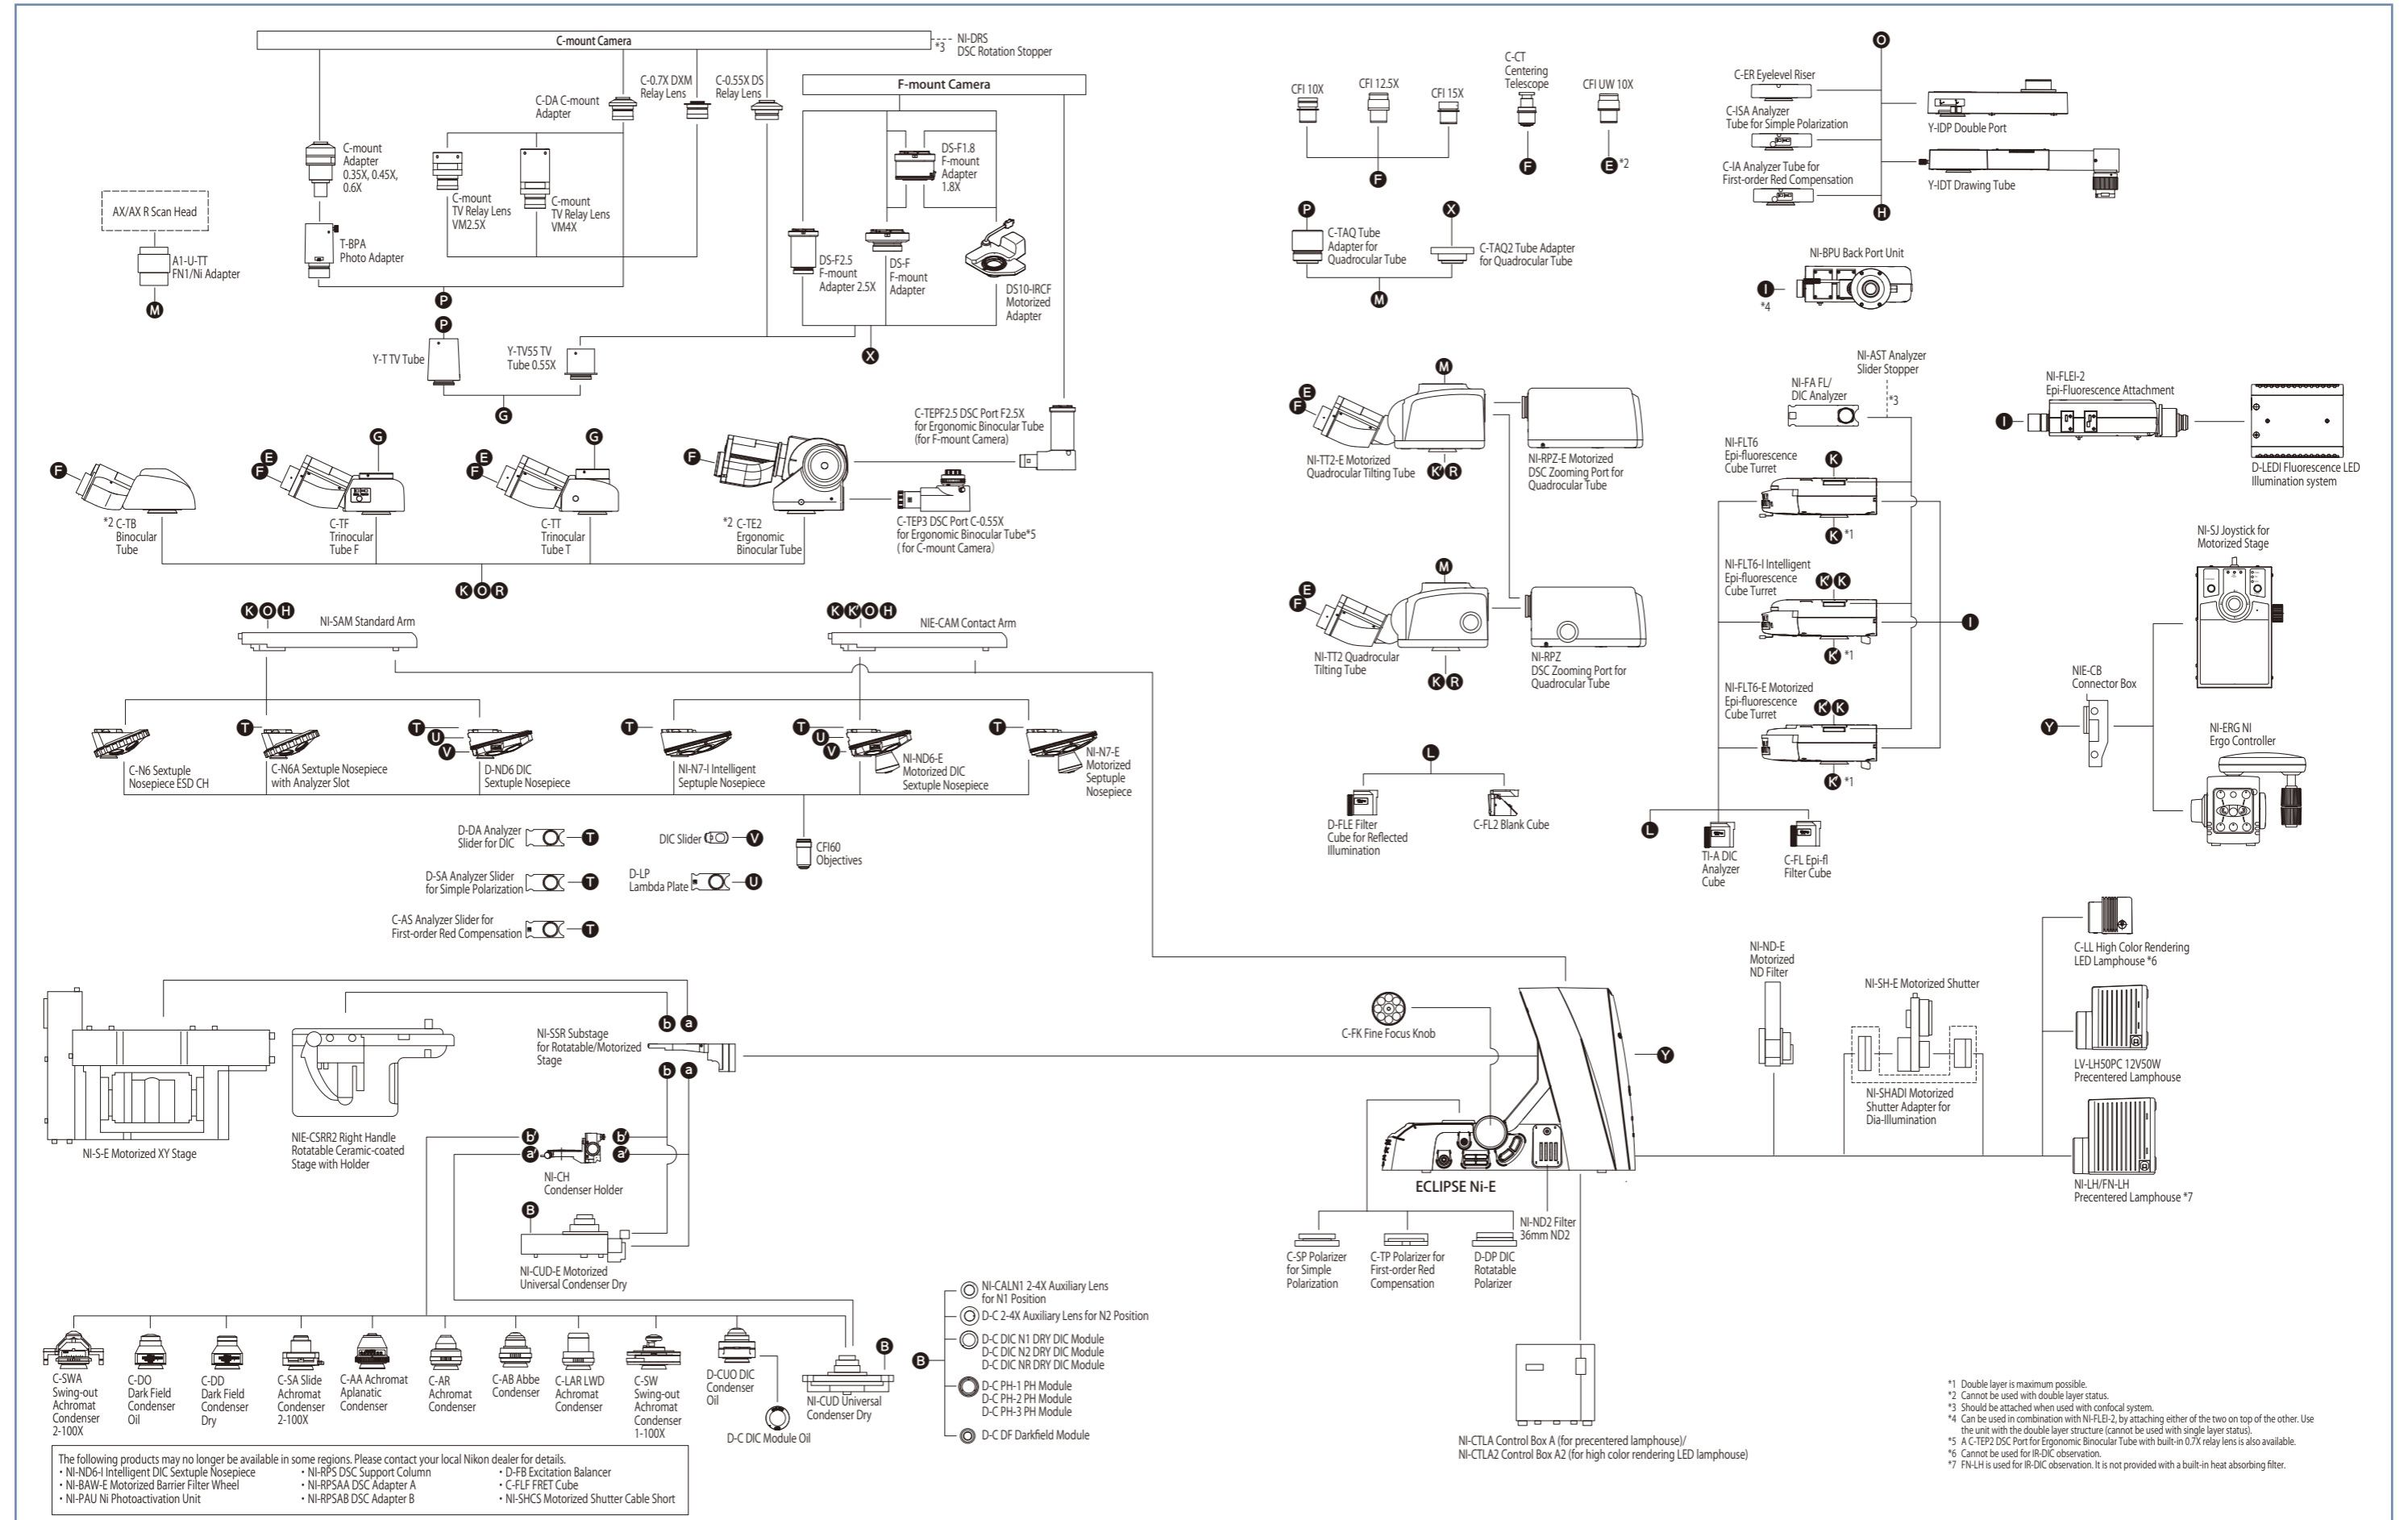 C-mount Camera
*3
NI-DRS
DSC Rotation Stopper
C-DA C-mount
Adapter
C-0.7X DXM
Relay Lens
C-0.55X DS
Relay Lens
F-mount Camera
C-mount
Adapter
0.35X, 0.45X,
0.6X
C-mount
TV Relay Lens
VM2.5X
C-mount
TV Relay Lens
VM4X
DS-F1.8
F-mount
Adapter
1.8X
AX/AX R Scan Head
A1-U-TT
FN1/Ni Adapter
M
T-BPA
Photo Adapter
DS-F2.5
F-mount
Adapter 2.5X
DS-F
F-mount
Adapter
DS10-IRCF
Motorized
Adapter
P
P
X
Y-T TV Tube
Y-TV55 TV
Tube 0.55X
G
C-TEPF2.5 DSC Port F2.5X
for Ergonomic Binocular Tube
(for F-mount Camera)
F
E
F
G
E
F
G
F
*2 C-TB
Binocular
Tube
C-TF
Trinocular
Tube F
C-TT
Trinocular
Tube T
*2 C-TE2
Ergonomic
Binocular Tube
C-TEP3 DSC Port C-0.55X
for Ergonomic Binocular Tube*5
( for C-mount Camera)
K O R
K O H
NI-SAM Standard Arm
K K' O H
NIE-CAM Contact Arm
T
T
U
V
T
T
U
V
T
C-N6 Sextuple
Nosepiece ESD CH
C-N6A Sextuple Nosepiece
with Analyzer Slot
D-ND6 DIC
Sextuple Nosepiece
NI-N7-I Intelligent
Septuple Nosepiece
NI-ND6-E
Motorized DIC
Sextuple Nosepiece
NI-N7-E
Motorized
Septuple
Nosepiece
D-DA Analyzer
Slider for DIC
T
DIC Slider
V
CFI60
Objectives
D-SA Analyzer Slider
for Simple Polarization
T
D-LP
Lambda Plate
U
C-AS Analyzer Slider for
First-order Red Compensation
T
CFI 10X
CFI 12.5X
CFI 15X
F
C-CT
Centering
Telescope
F
CFI UW 10X
E
*2
P
C-TAQ Tube
Adapter for
Quadrocular Tube
X
C-TAQ2 Tube Adapter
for Quadrocular Tube
M
O
C-ER Eyelevel Riser
C-ISA Analyzer
Tube for Simple Polarization
C-IA Analyzer Tube for
First-order Red Compensation
Y-IDP Double Port
Y-IDT Drawing Tube
H
NI-BPU Back Port Unit
I
*4
M
E
F
NI-TT2-E Motorized
Quadrocular Tilting Tube
K' R
NI-RPZ-E Motorized
DSC Zooming Port for
Quadrocular Tube
M
E
F
NI-TT2 Quadrocular
Tilting Tube
K R
NI-RPZ
DSC Zooming Port for
Quadrocular Tube
NI-AST Analyzer
Slider Stopper
NI-FA FL/
DIC Analyzer
*3
NI-FLT6
Epi-fluorescence
Cube Turret
K
K
*1
NI-FLT6-I Intelligent
Epi-fluorescence
Cube Turret
K' K
K'
*1
NI-FLT6-E Motorized
Epi-fluorescence
Cube Turret
K' K
K'
*1
I
NI-FLEI-2
Epi-Fluorescence Attachment
I
D-LEDI Fluorescence LED
Illumination system
NI-SJ Joystick for
Motorized Stage
NIE-CB
Connector Box
Y
NI-ERG NI
Ergo Controller
L
D-FLE Filter
Cube for Reflected
Illumination
C-FL2 Blank Cube
L
TI-A DIC
Analyzer
Cube
C-FL Epi-fl
Filter Cube
NI-S-E Motorized XY Stage
NIE-CSRR2 Right Handle
Rotatable Ceramic-coated
Stage with Holder
b a
NI-SSR Substage
for Rotatable/Motorized
Stage
b a
b'
a'
b'
a'
NI-CH
Condenser Holder
B
NI-CUD-E Motorized
Universal Condenser Dry
C-FK Fine Focus Knob
Y
ECLIPSE Ni-E
C-SP Polarizer
for Simple
Polarization
C-TP Polarizer for
First-order Red
Compensation
D-DP DIC
Rotatable
Polarizer
NI-ND2 Filter
36mm ND2
NI-ND-E
Motorized
ND Filter
NI-SH-E Motorized Shutter
NI-SHADI Motorized
Shutter Adapter for
Dia-Illumination
C-LL High Color Rendering
LED Lamphouse *6
LV-LH50PC 12V50W
Precentered Lamphouse
NI-LH/FN-LH
Precentered Lamphouse *7
C-SWA
Swing-out
Achromat
Condenser
2-100X
C-DO
Dark Field
Condenser
Oil
C-DD
Dark Field
Condenser
Dry
C-SA Slide
Achromat
Condenser
2-100X
C-AA Achromat
Aplanatic
Condenser
C-AR
Achromat
Condenser
C-AB Abbe
Condenser
C-LAR LWD
Achromat
Condenser
C-SW
Swing-out
Achromat
Condenser
1-100X
D-CUO DIC
Condenser
Oil
D-C DIC Module Oil
B
NI-CUD Universal
Condenser Dry
B
NI-CALN1 2-4X Auxiliary Lens
for N1 Position
D-C 2-4X Auxiliary Lens for N2 Position
D-C DIC N1 DRY DIC Module
D-C DIC N2 DRY DIC Module
D-C DIC NR DRY DIC Module
D-C PH-1 PH Module
D-C PH-2 PH Module
D-C PH-3 PH Module
D-C DF Darkfield Module
NI-CTLA Control Box A (for precentered lamphouse)/
NI-CTLA2 Control Box A2 (for high color rendering LED lamphouse)
The following products may no longer be available in some regions. Please contact your local Nikon dealer for details.
• NI-ND6-I Intelligent DIC Sextuple Nosepiece
• NI-BAW-E Motorized Barrier Filter Wheel
• NI-PAU Ni Photoactivation Unit
• NI-RPS DSC Support Column
• NI-RPSAA DSC Adapter A
• NI-RPSAB DSC Adapter B
• D-FB Excitation Balancer
• C-FLF FRET Cube
• NI-SHCS Motorized Shutter Cable Short
*1 Double layer is maximum possible.
*2 Cannot be used with double layer status.
*3 Should be attached when used with confocal system.
*4 Can be used in combination with NI-FLEI-2, by attaching either of the two on top of the other. Use
the unit with the double layer structure (cannot be used with single layer status).
*5 A C-TEP2 DSC Port for Ergonomic Binocular Tube with built-in 0.7X relay lens is also available.
*6 Cannot be used for IR-DIC observation.
*7 FN-LH is used for IR-DIC observation. It is not provided with a built-in heat absorbing filter.